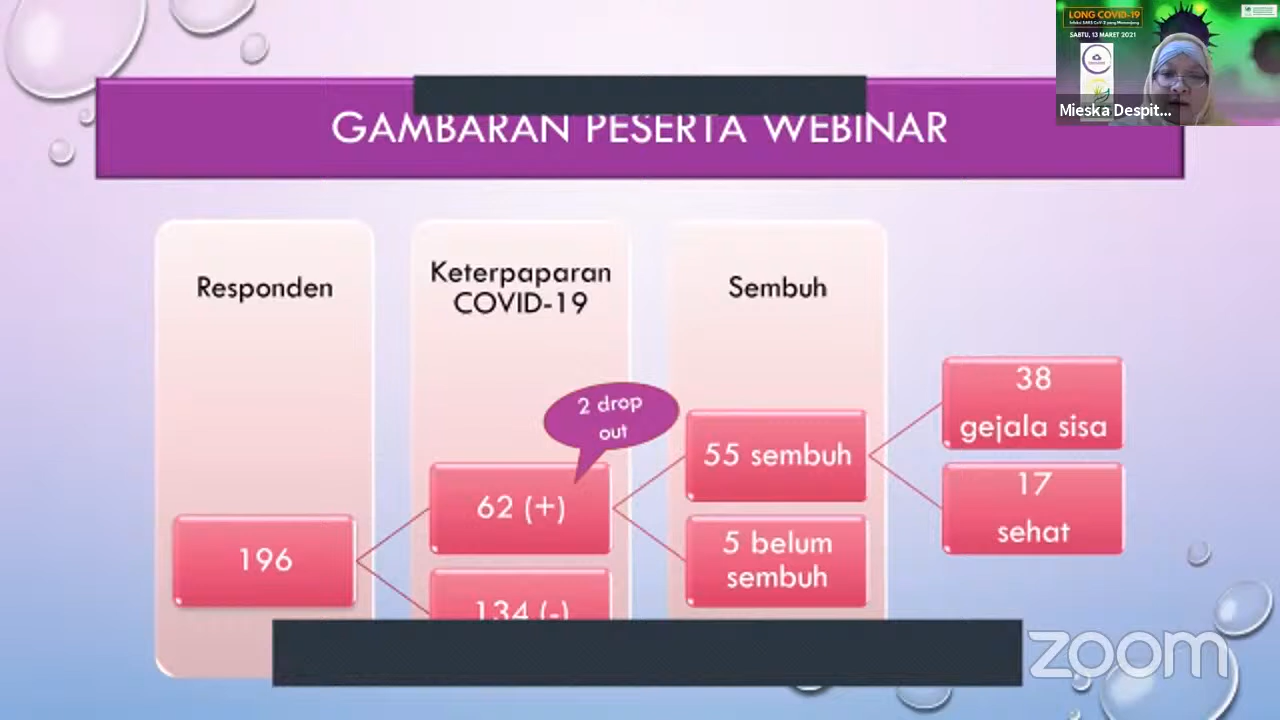 GAMBARAN PESERTA WEBINAR
LONG COVID-19
SABTU, 13 MARET 2021
Mieska Despit...
Responden
Keterpaparan
COVID-19
Sembuh
196
2 drop
out
62 (+)
134 (-)
55 sembuh
5 belum
sembuh
38
gejala sisa
17
sehat
zoom